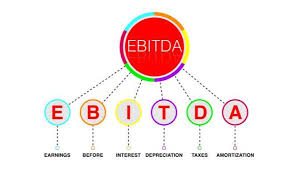 EBITDA
E B I T D A
EARNINGS BEFORE INTEREST DEPRECIATION TAXES AMORTIZATION